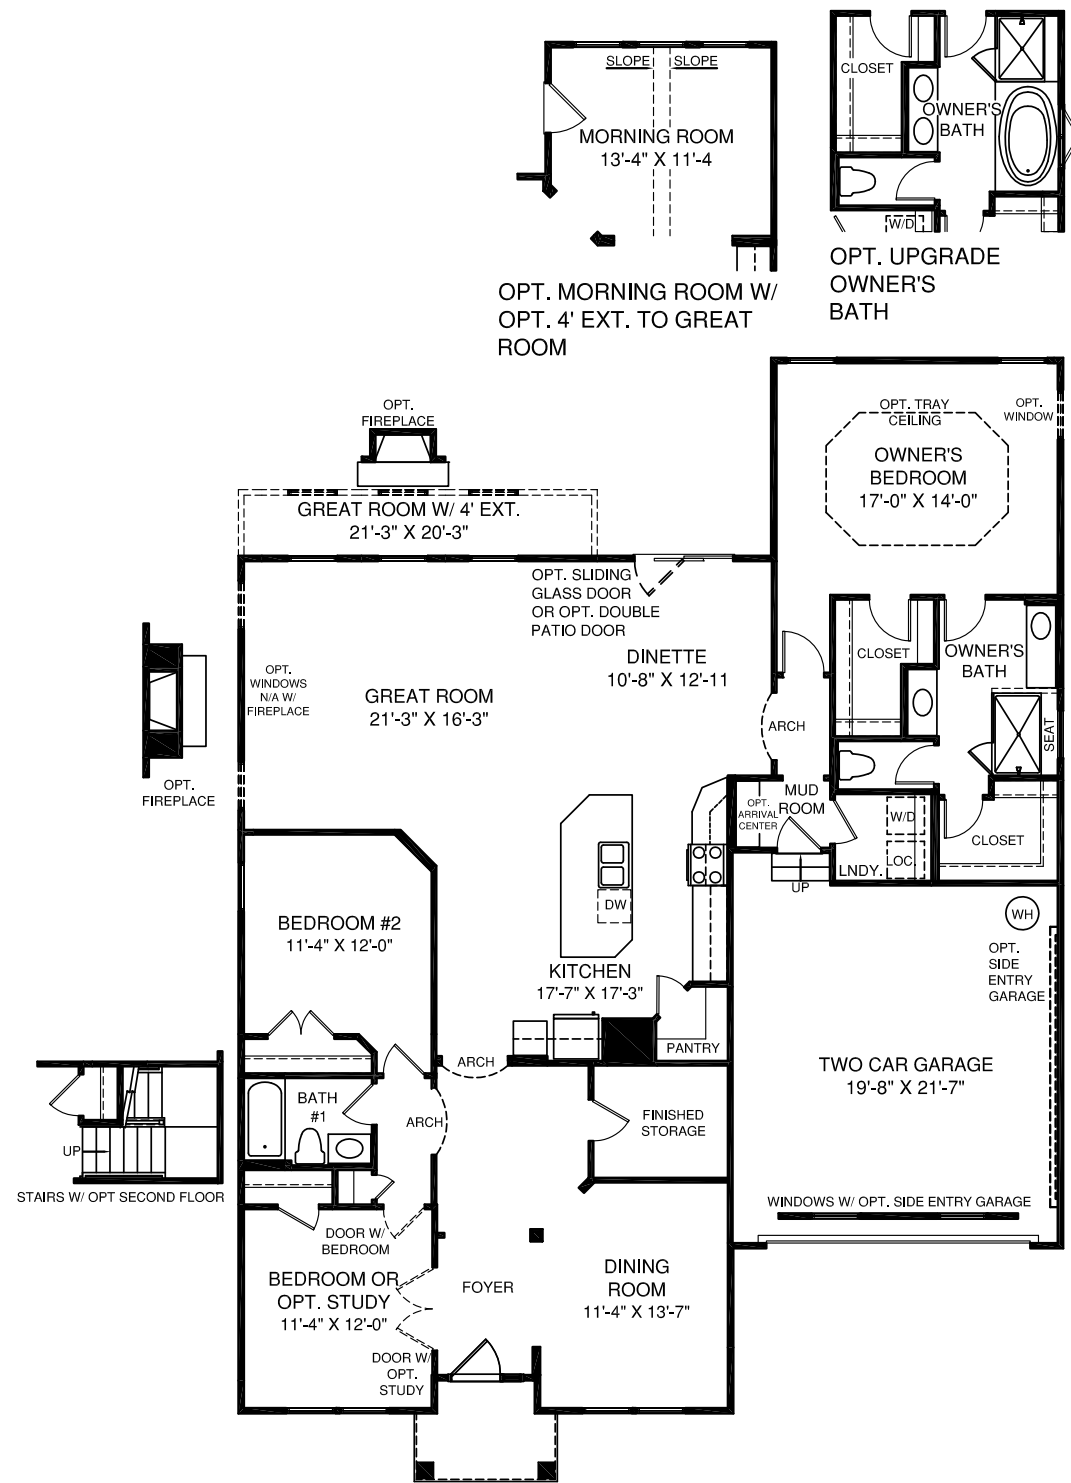 SLOPE SLOPE
MORNING ROOM
13'-4" X 11'-4
OPT. MORNING ROOM W/
OPT. 4' EXT. TO GREAT
ROOM
CLOSET
OWNER'S
BATH
W/D
OPT. UPGRADE
OWNER'S
BATH
OPT.
FIREPLACE
GREAT ROOM W/ 4' EXT.
21'-3" X 20'-3"
OPT. TRAY
CEILING
OPT.
WINDOW
OWNER'S
BEDROOM
17'-0" X 14'-0"
OPT. SLIDING
GLASS DOOR
OR OPT. DOUBLE
PATIO DOOR
DINETTE
10'-8" X 12'-11
OPT.
WINDOWS
N/A W/
FIREPLACE
GREAT ROOM
21'-3" X 16'-3"
OPT.
FIREPLACE
CLOSET
OWNER'S
BATH
ARCH
SEAT
MUD
ROOM
OPT.
ARRIVAL
CENTER
W/D
LOC.
LNDY.
CLOSET
UP
DW
KITCHEN
17'-7" X 17'-3"
PANTRY
BEDROOM #2
11'-4" X 12'-0"
WH
OPT.
SIDE
ENTRY
GARAGE
TWO CAR GARAGE
19'-8" X 21'-7"
WINDOWS W/ OPT. SIDE ENTRY GARAGE
ARCH
BATH
#1
ARCH
FINISHED
STORAGE
UP
STAIRS W/ OPT SECOND FLOOR
DOOR W/
BEDROOM
BEDROOM OR
OPT. STUDY
11'-4" X 12'-0"
FOYER
DINING
ROOM
11'-4" X 13'-7"
DOOR W/
OPT.
STUDY